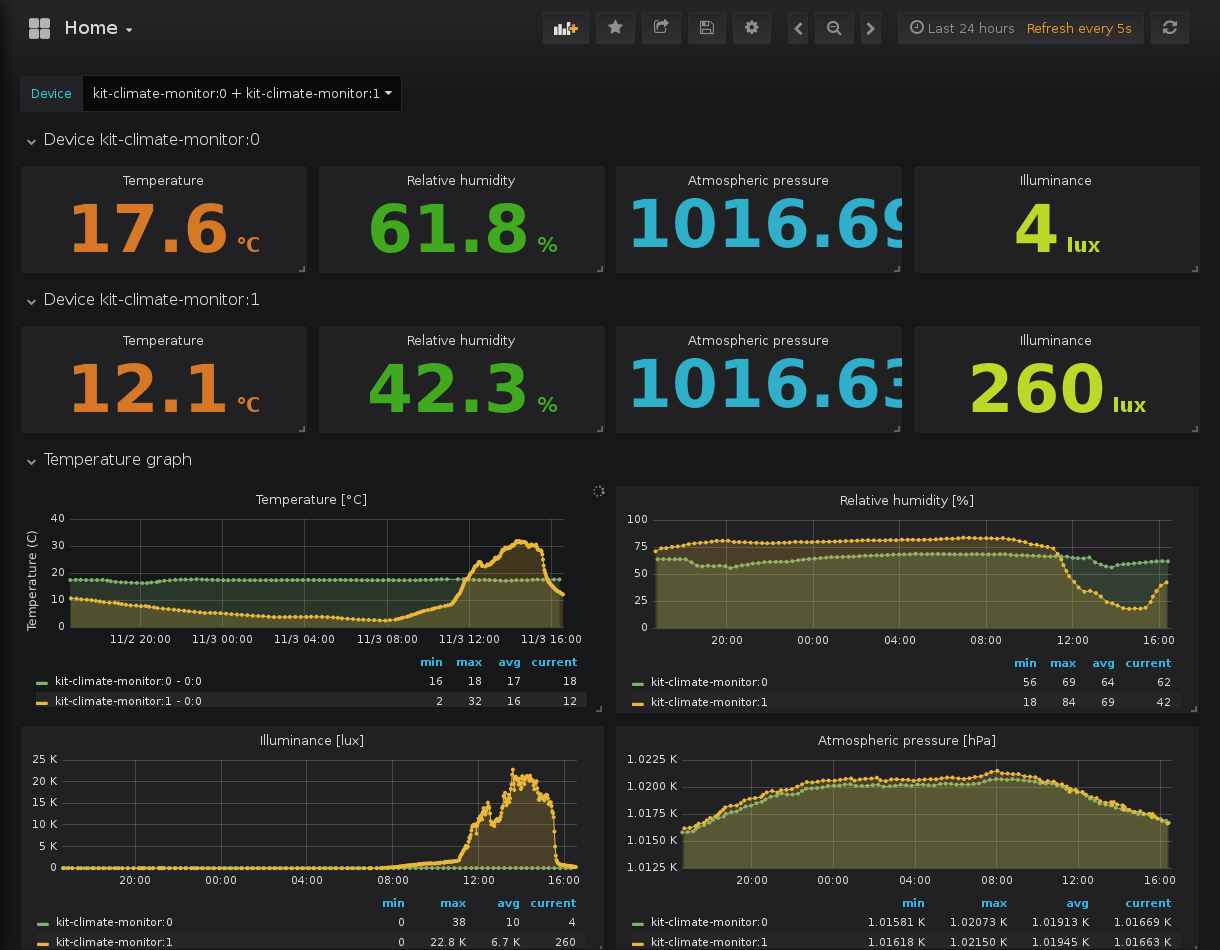 Home
Last 24 hours Refresh every 5s
Device kit-climate-monitor:0 + kit-climate-monitor:1
Device kit-climate-monitor:0
Temperature Relative humidity Atmospheric pressure Illuminance
17.6 °C 61.8 % 1016.69 4 lux
Device kit-climate-monitor:1
Temperature Relative humidity Atmospheric pressure Illuminance
12.1 °C 42.3 % 1016.63 260 lux
Temperature graph
Temperature [°C]
Temperature (C)
40
30
20
10
0
11/2 20:00 11/3 00:00 11/3 04:00 11/3 08:00 11/3 12:00 11/3 16:00
min max avg current
kit-climate-monitor:0 - 0:0 16 18 17 18
kit-climate-monitor:1 - 0:0 2 32 16 12
Relative humidity [%]
100
75
50
25
0
20:00 00:00 04:00 08:00 12:00 16:00
min max avg current
kit-climate-monitor:0 56 69 64 62
kit-climate-monitor:1 18 84 69 42
Illuminance [lux]
25 K
20 K
15 K
10 K
5 K
0
20:00 00:00 04:00 08:00 12:00 16:00
min max avg current
kit-climate-monitor:0 0 38 10 4
kit-climate-monitor:1 0 22.8 K 6.7 K 260
Atmospheric pressure [hPa]
1.0225 K
1.0200 K
1.0175 K
1.0150 K
1.0125 K
20:00 00:00 04:00 08:00 12:00 16:00
min max avg current
kit-climate-monitor:0 1.01581 K 1.02073 K 1.01913 K 1.01669 K
kit-climate-monitor:1 1.01618 K 1.02150 K 1.01945 K 1.01663 K